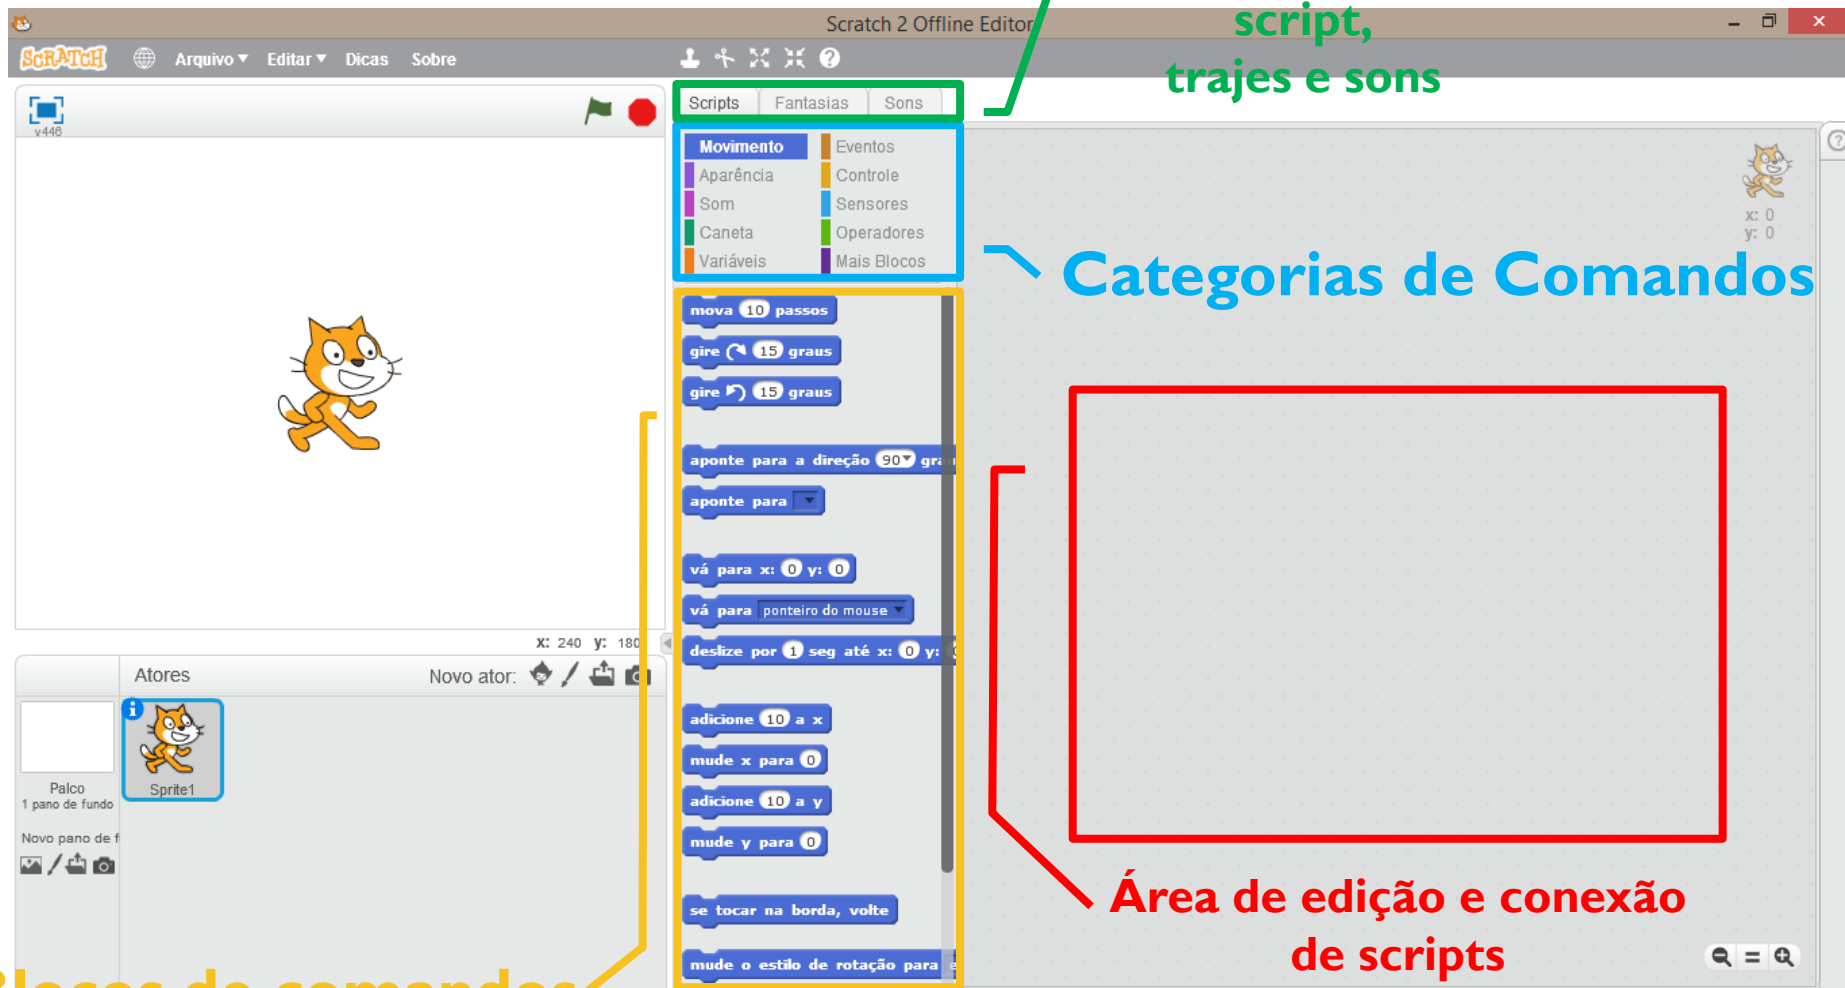 Scratch 2 Offline Editor
script,
trajes e sons
SCRATCH Arquivo Editar Dicas Sobre
v446
Scripts Fantasias Sons
Movimento Eventos
Aparência Controle
Som Sensores
Caneta Operadores
Variáveis Mais Blocos
x: 0
y: 0
Categorias de Comandos
mova 10 passos
gire 15 graus
gire 15 graus
aponte para a direção 90 grau
aponte para
vá para x: 0 y: 0
vá para ponteiro do mouse
deslize por 1 seg até x: 0 y:
adicione 10 a x
mude x para 0
adicione 10 a y
mude y para 0
se tocar na borda, volte
mude o estilo de rotação para
X: 240 y: 180
Atores Novo ator:
Palco
1 pano de fundo
Sprite1
Novo pano de f
Área de edição e conexão
de scripts
Blocos de comandos